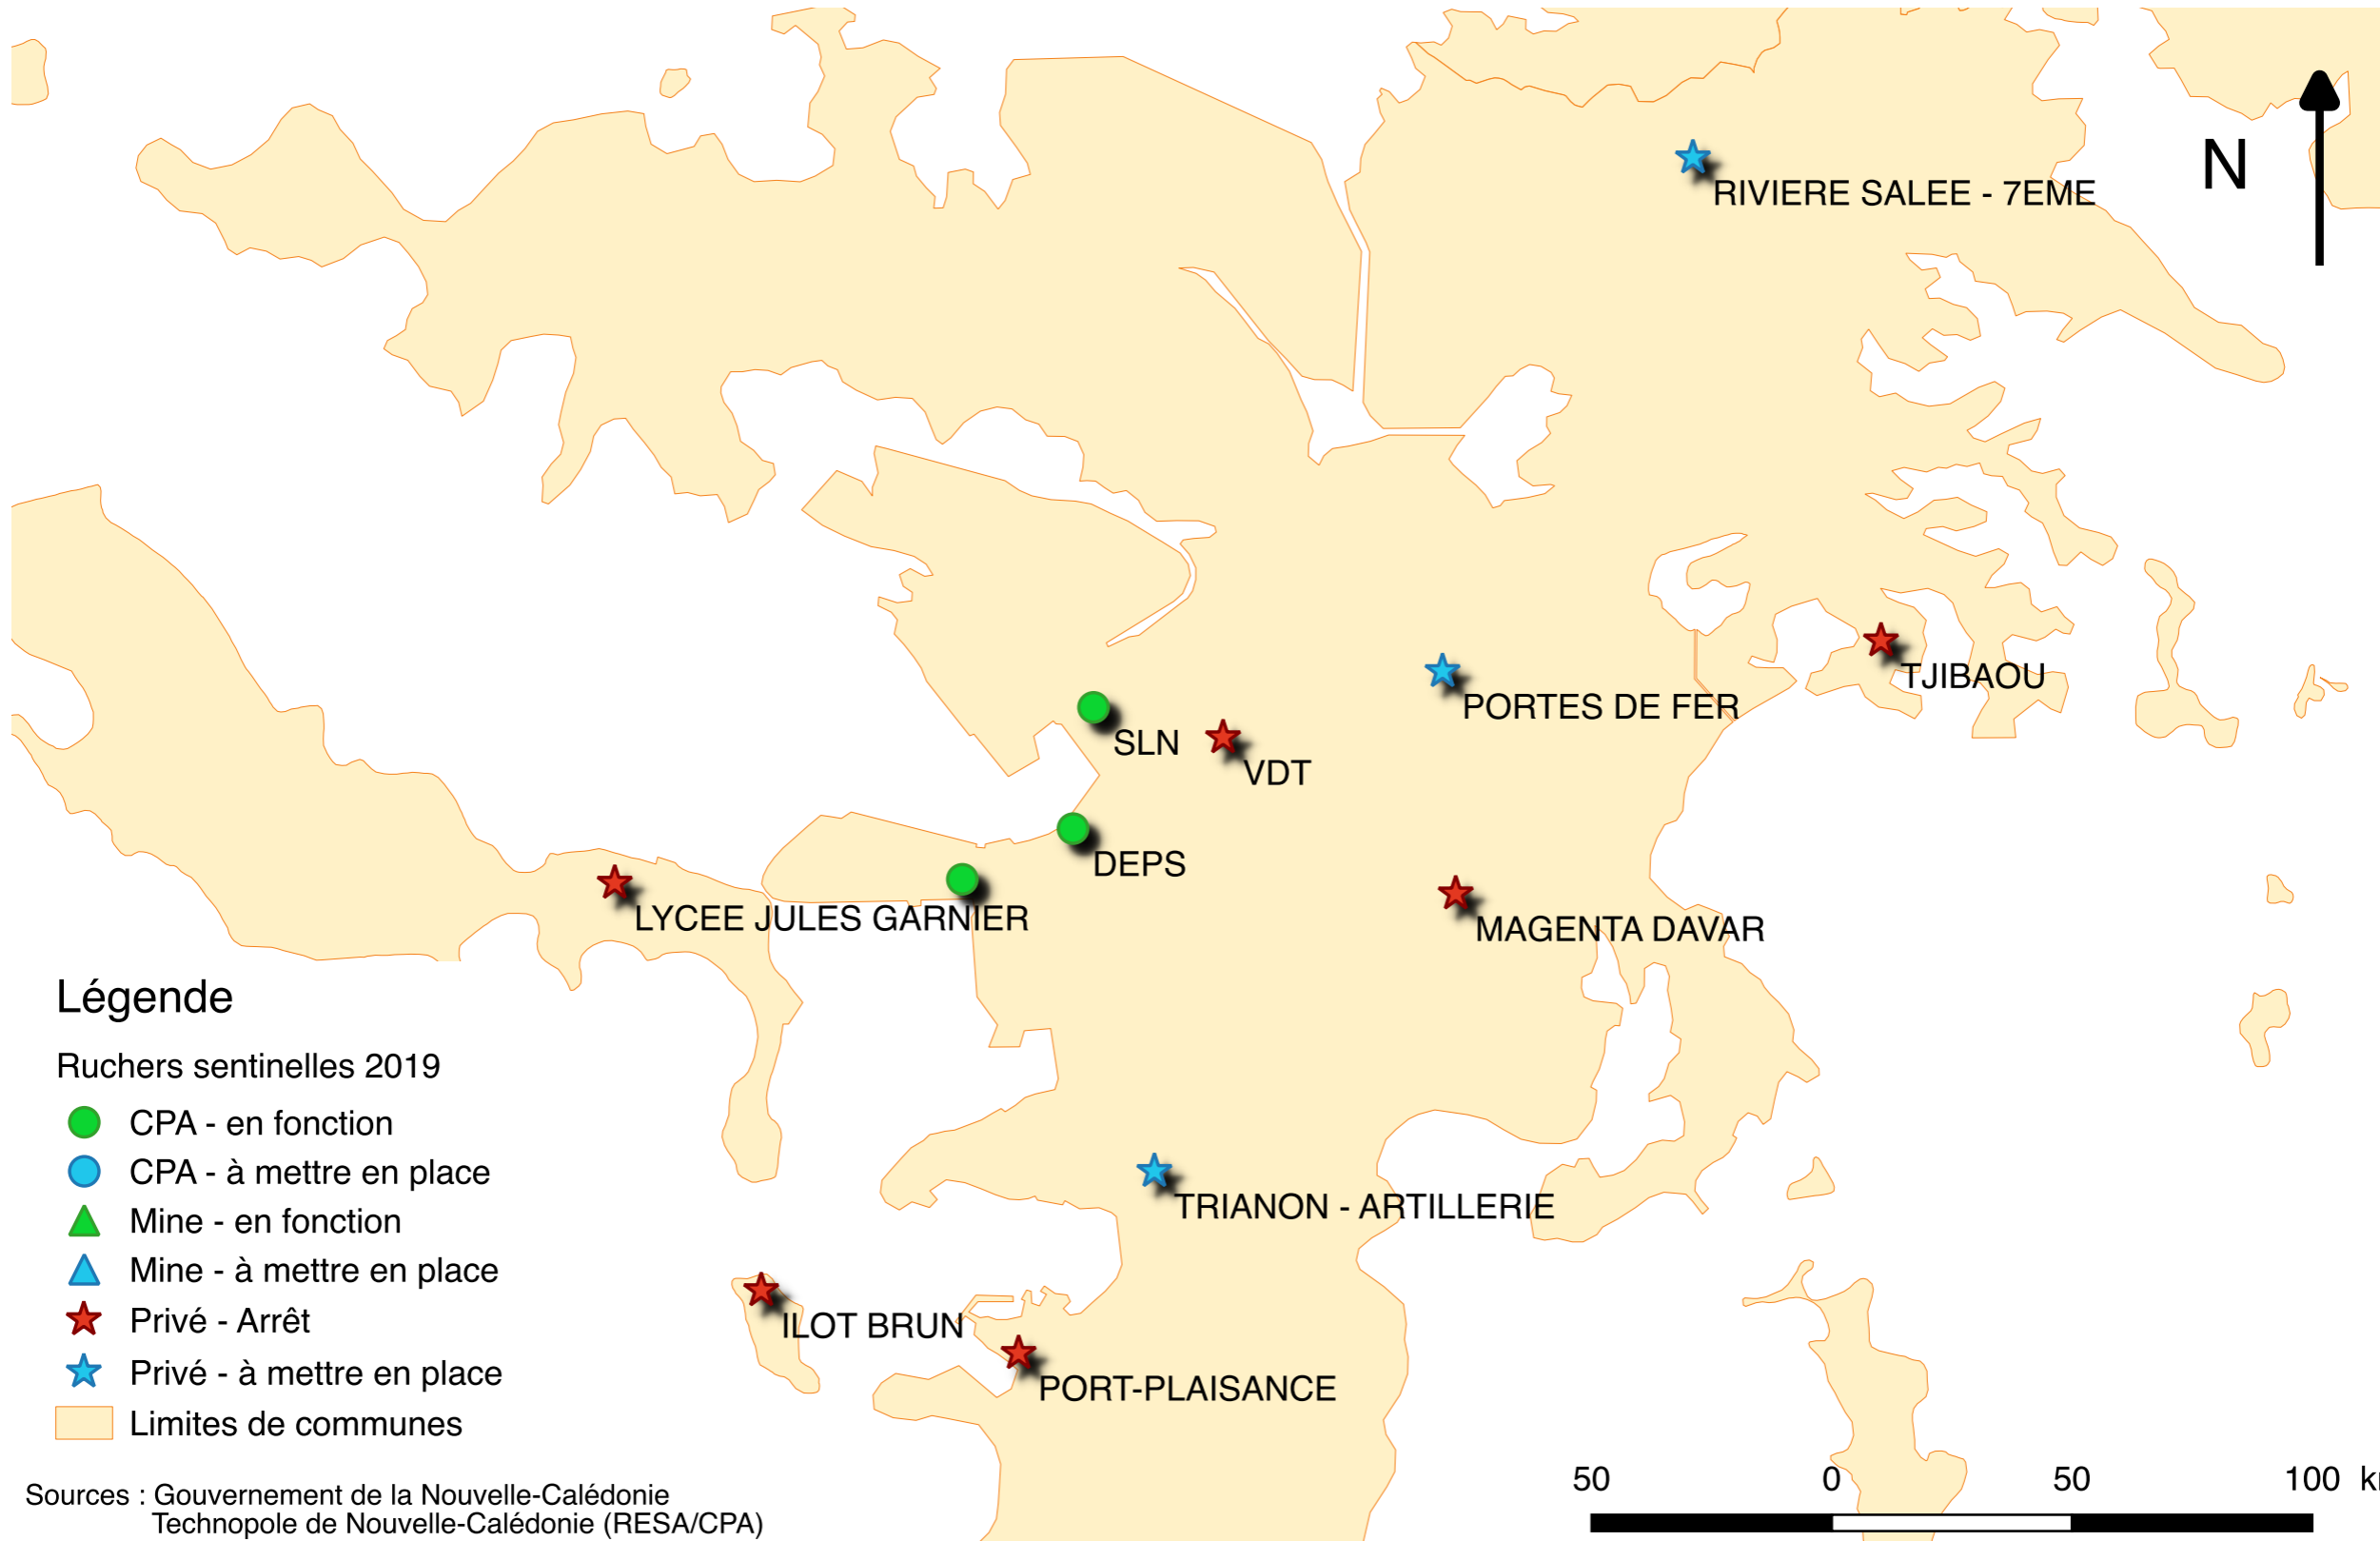 N
RIVIERE SALEE - 7EME
TJIBAOU
PORTES DE FER
SLN
VDT
DEPS
LYCEE JULES GARNIER
MAGENTA DAVAR
TRIANON - ARTILLERIE
ILOT BRUN
PORT-PLAISANCE
Légende
Ruchers sentinelles 2019
CPA - en fonction
CPA - à mettre en place
Mine - en fonction
Mine - à mettre en place
Privé - Arrêt
Privé - à mettre en place
Limites de communes
Sources : Gouvernement de la Nouvelle-Calédonie
Technopole de Nouvelle-Calédonie (RESA/CPA)
50 0 50 100